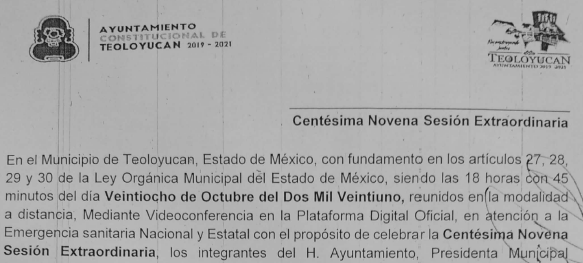 AYUNTAMIENTO
CONSTITUCIONAL DE
TEOLOYUCAN 2019 - 2021
TEOLOYUCAN
AYUNTAMIENTO 2019 - 2021
Centésima Novena Sesión Extraordinaria
En el Municipio de Teoloyucan, Estado de México, con fundamento en los artículos 27, 28,
29 y 30 de la Ley Orgánica Municipal del Estado de México, siendo las 18 horas con 45
minutos del día Veintiocho de Octubre del Dos Mil Veintiuno, reunidos en la modalidad
a distancia, Mediante Videoconferencia en la Plataforma Digital Oficial, en atención a la
Emergencia sanitaria Nacional y Estatal con el propósito de celebrar la Centésima Novena
Sesión Extraordinaria, los integrantes del H. Ayuntamiento, Presidenta Municipal